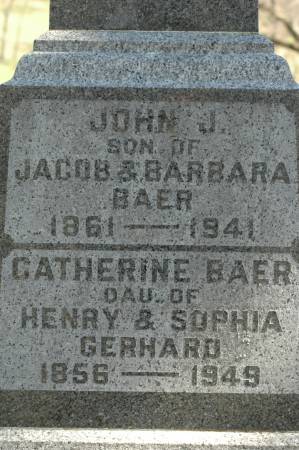 JOHN J.
SON OF
JACOB & BARBARA
BAER
1861 — 1941
CATHERINE BAER
DAU. OF
HENRY & SOPHIA
GERHARD
1856 — 1949